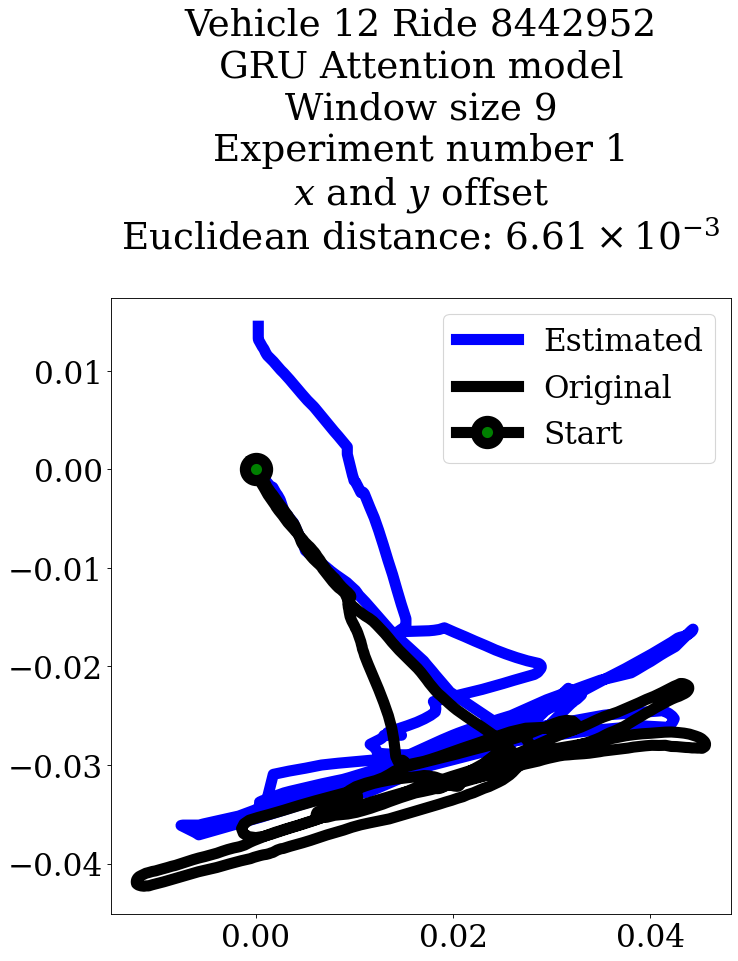 Vehicle 12 Ride 8442952
GRU Attention model
Window size 9
Experiment number 1
x and y offset
Euclidean distance: 6.61 × 10⁻³
Estimated
Original
Start
0.01
0.00
−0.01
−0.02
−0.03
−0.04
0.00 0.02 0.04